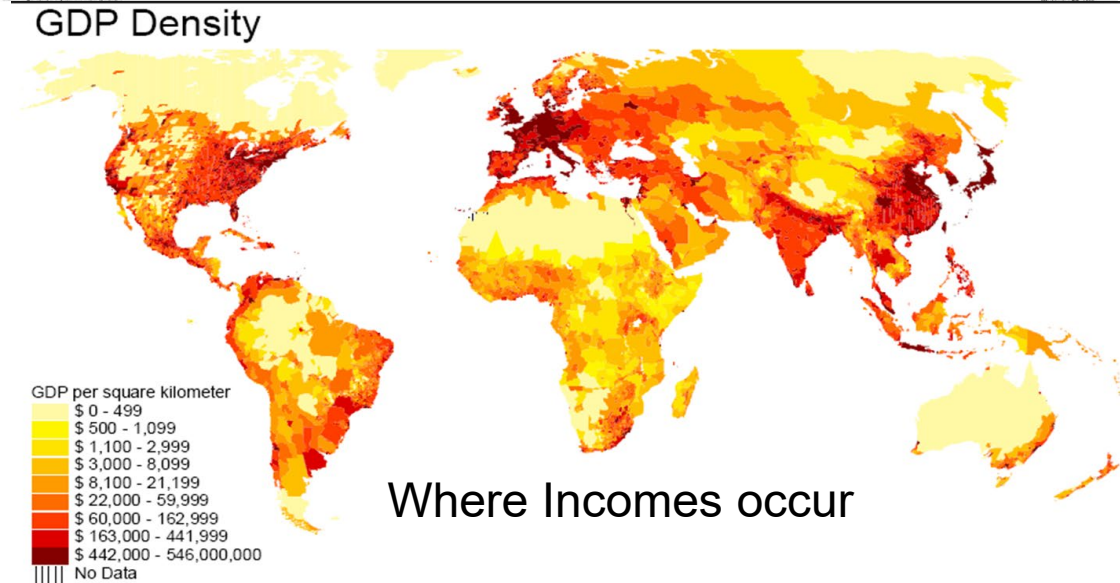 GDP Density
GDP per square kilometer
$ 0 - 499
$ 500 - 1,099
$ 1,100 - 2,999
$ 3,000 - 8,099
$ 8,100 - 21,199
$ 22,000 - 59,999
$ 60,000 - 162,999
$ 163,000 - 441,999
$ 442,000 - 546,000,000
No Data
Where Incomes occur